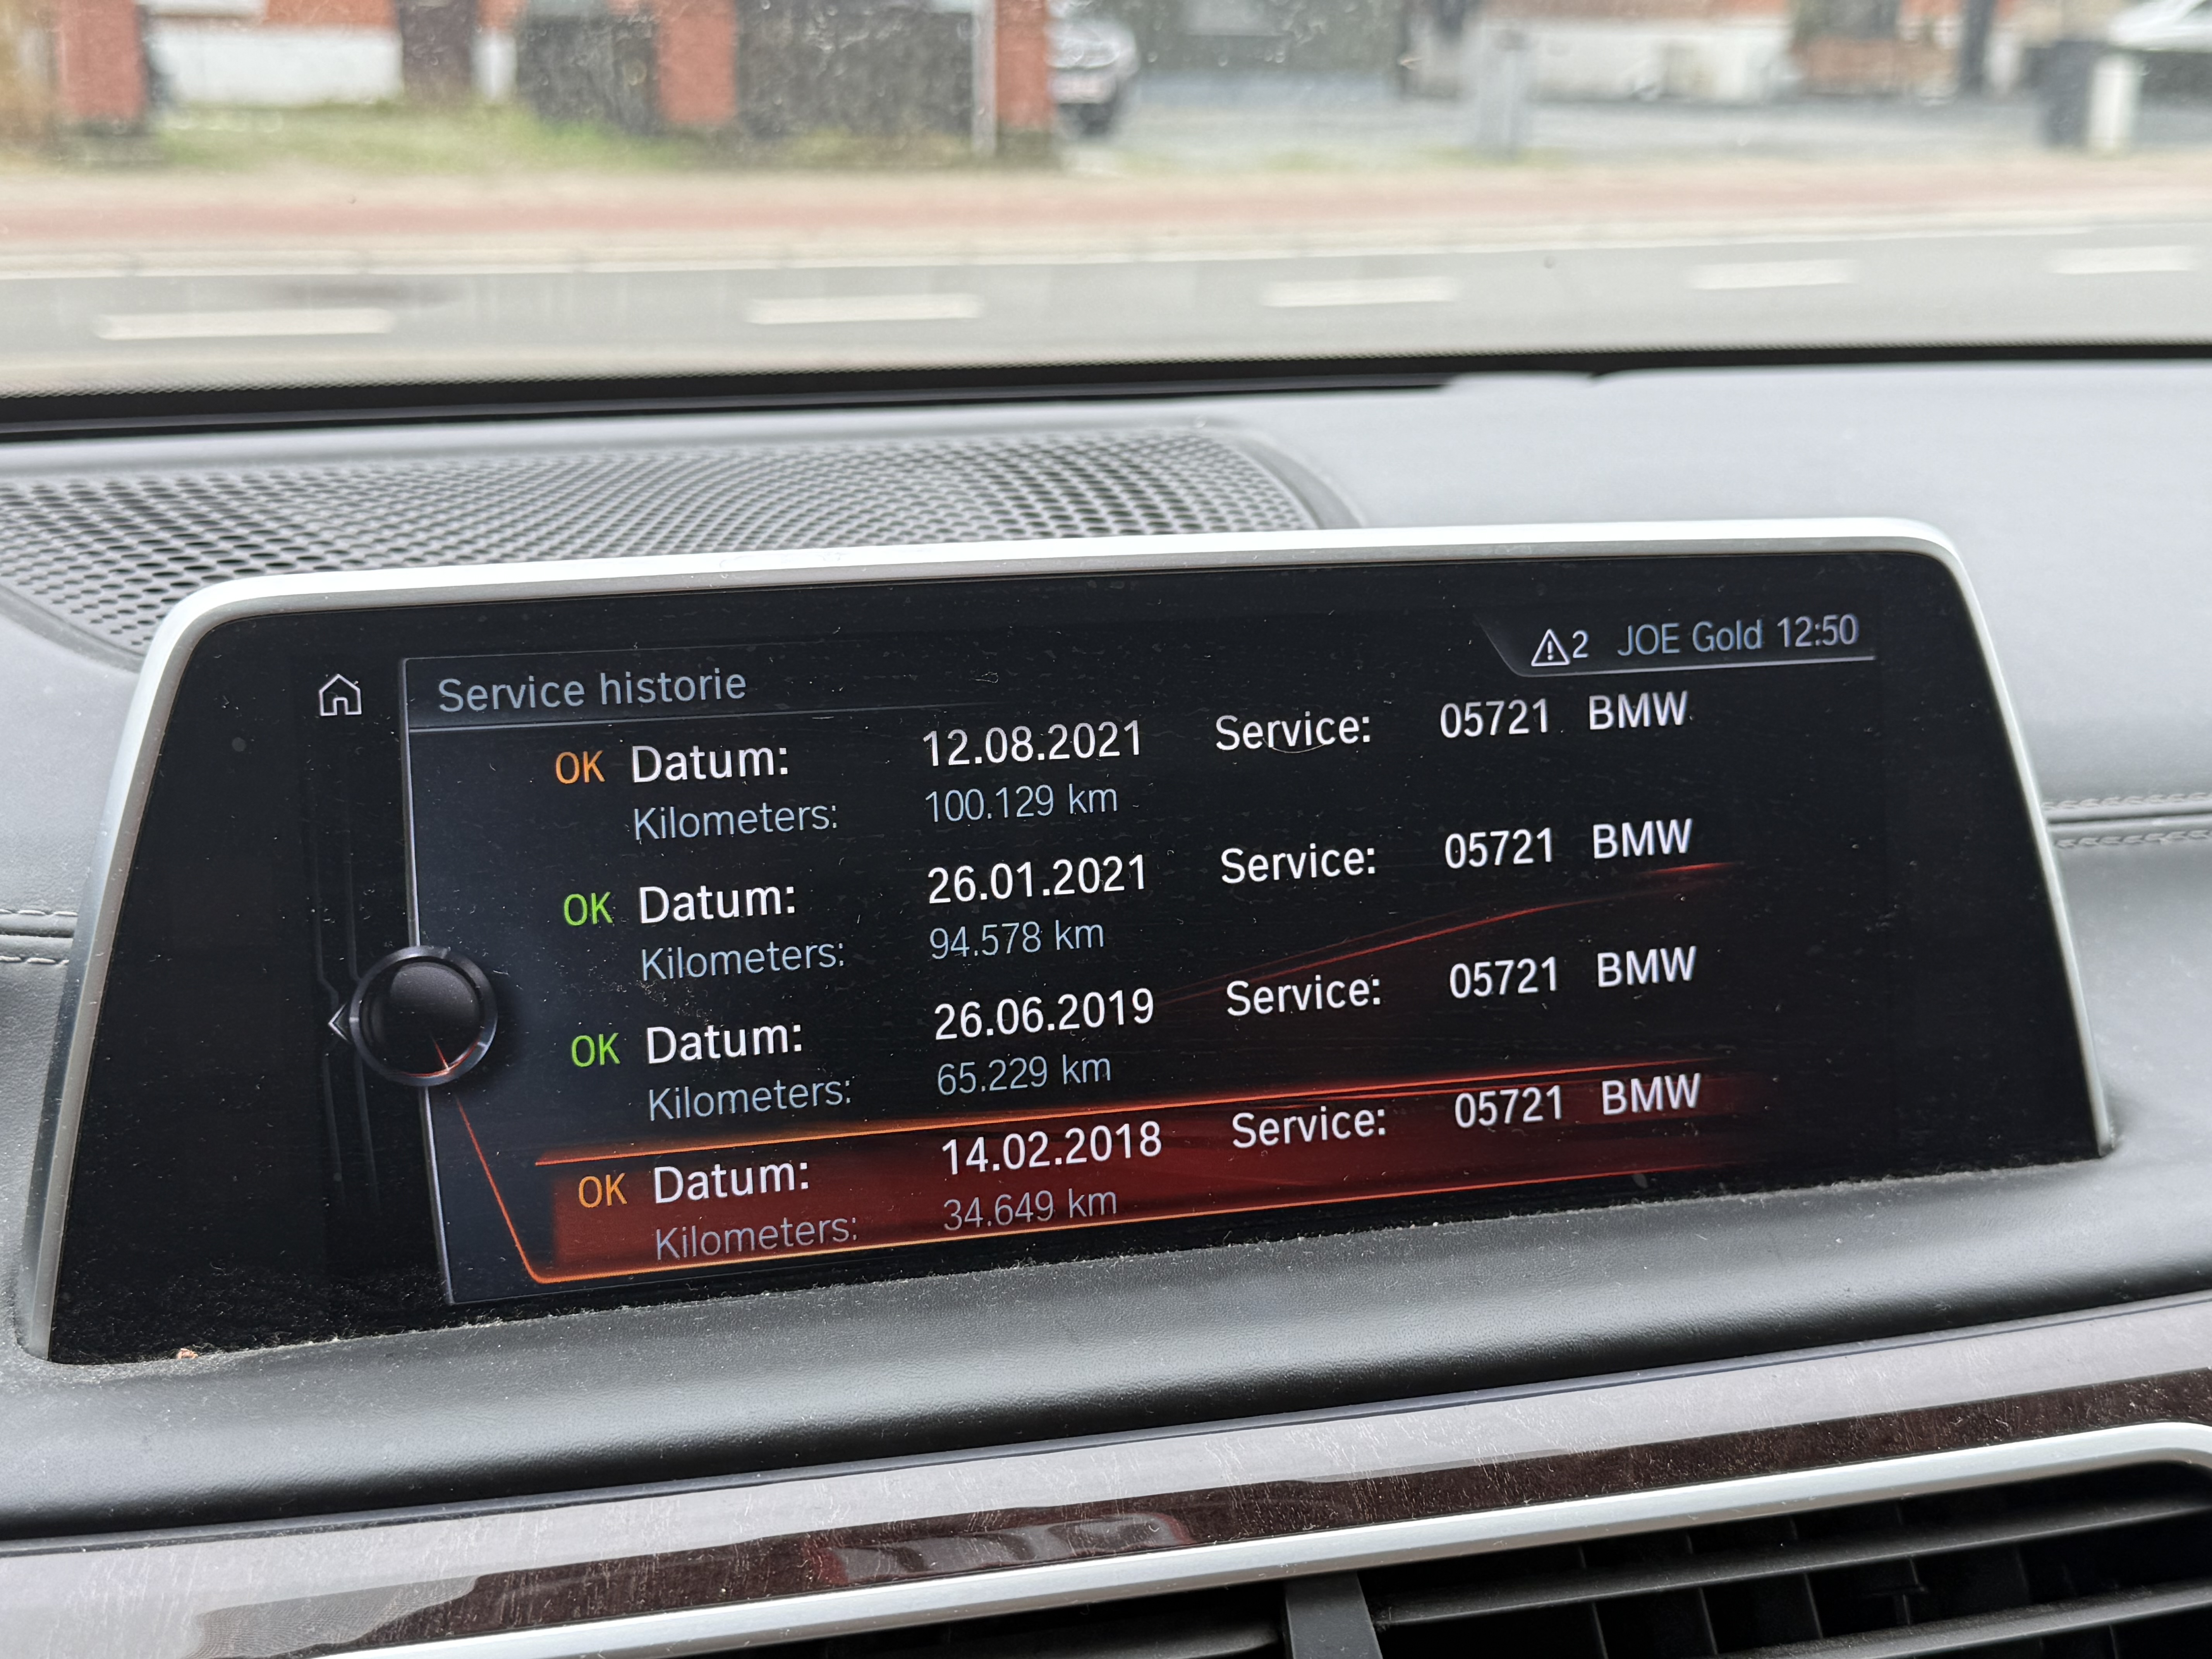 ⚠2 JOE Gold 12:50
Service historie
OK Datum: 12.08.2021 Service: 05721 BMW
Kilometers: 100.129 km
OK Datum: 26.01.2021 Service: 05721 BMW
Kilometers: 94.578 km
OK Datum: 26.06.2019 Service: 05721 BMW
Kilometers: 65.229 km
OK Datum: 14.02.2018 Service: 05721 BMW
Kilometers: 34.649 km